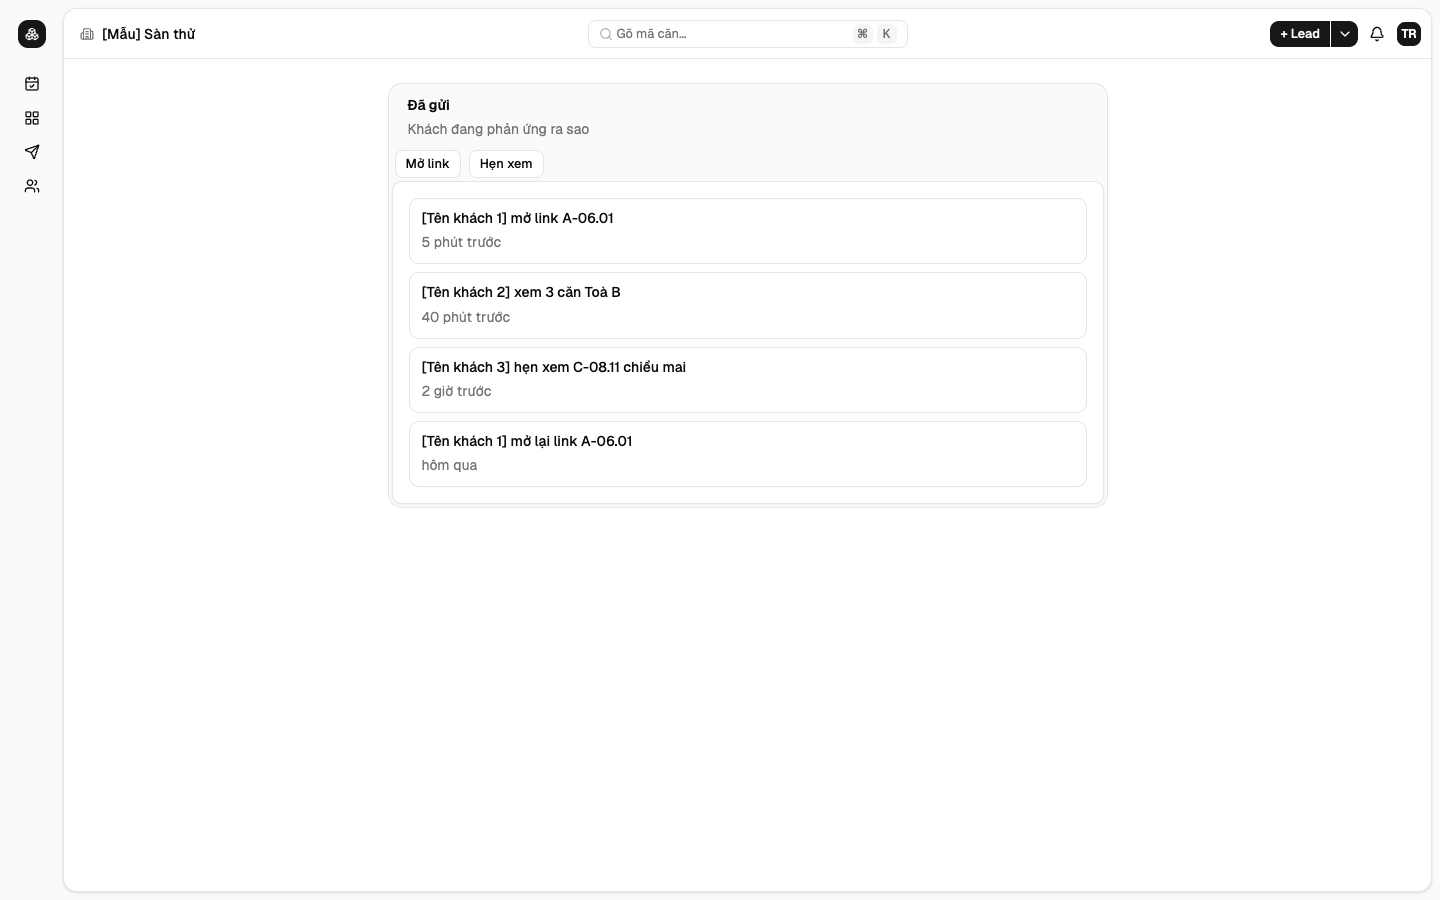 [Mẫu] Sàn thử
Gõ mã căn...
⌘ K
+ Lead
TR
Đã gửi
Khách đang phản ứng ra sao
Mở link
Hẹn xem
[Tên khách 1] mở link A-06.01
5 phút trước
[Tên khách 2] xem 3 căn Toà B
40 phút trước
[Tên khách 3] hẹn xem C-08.11 chiều mai
2 giờ trước
[Tên khách 1] mở lại link A-06.01
hôm qua